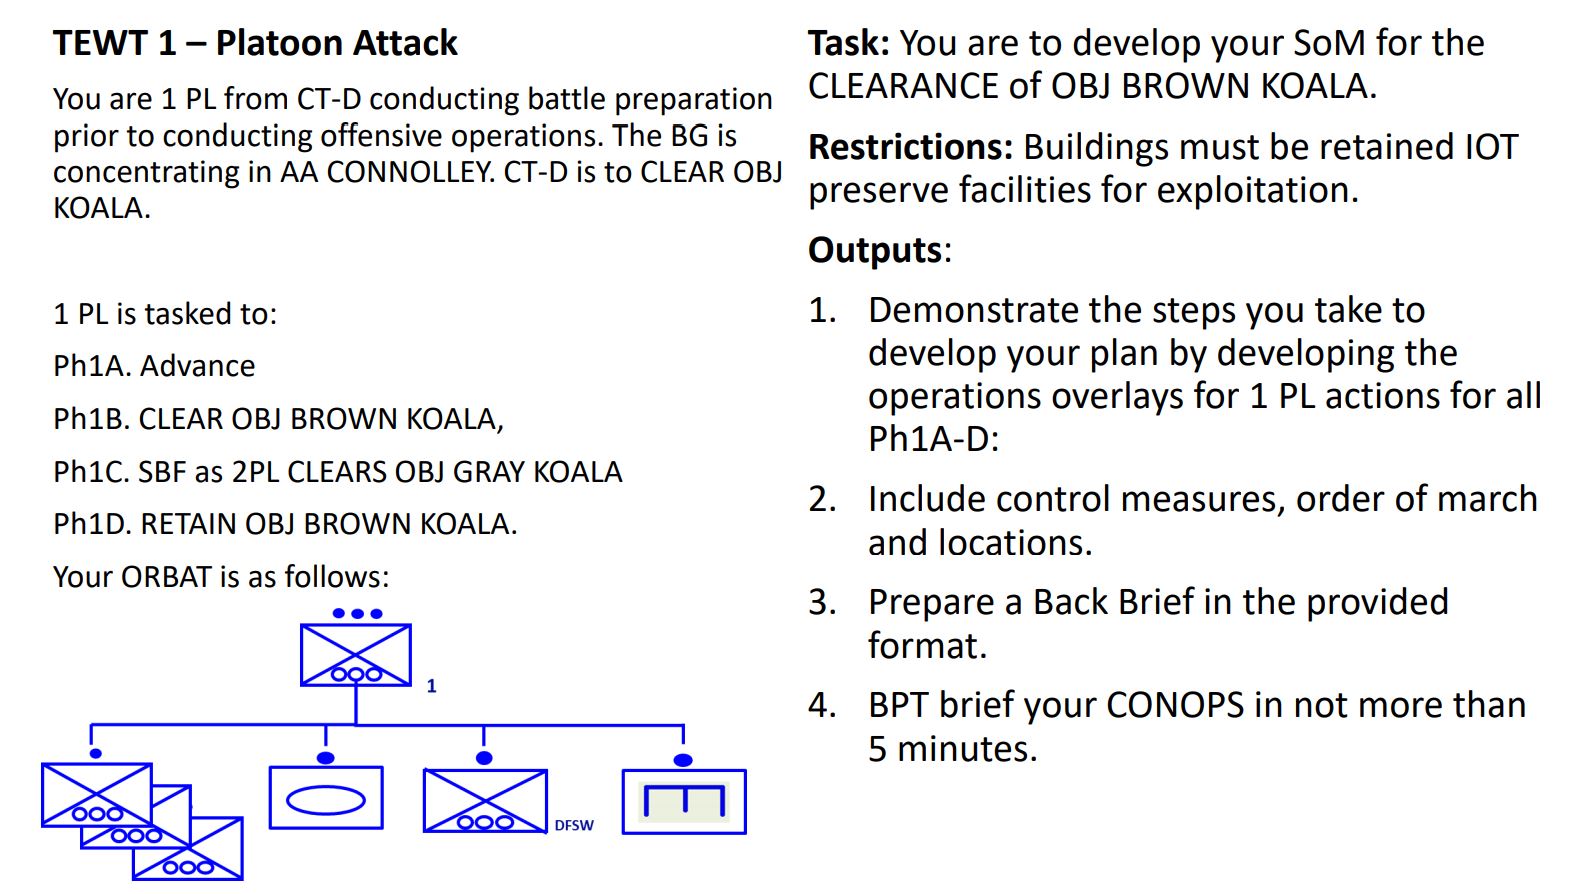 TEWT 1 – Platoon Attack
You are 1 PL from CT-D conducting battle preparation
prior to conducting offensive operations. The BG is
concentrating in AA CONNOLLEY. CT-D is to CLEAR OBJ
KOALA.
1 PL is tasked to:
Ph1A. Advance
Ph1B. CLEAR OBJ BROWN KOALA,
Ph1C. SBF as 2PL CLEARS OBJ GRAY KOALA
Ph1D. RETAIN OBJ BROWN KOALA.
Your ORBAT is as follows:
1
DFSW
Task: You are to develop your SoM for the
CLEARANCE of OBJ BROWN KOALA.
Restrictions: Buildings must be retained IOT
preserve facilities for exploitation.
Outputs:
1. Demonstrate the steps you take to
develop your plan by developing the
operations overlays for 1 PL actions for all
Ph1A-D:
2. Include control measures, order of march
and locations.
3. Prepare a Back Brief in the provided
format.
4. BPT brief your CONOPS in not more than
5 minutes.